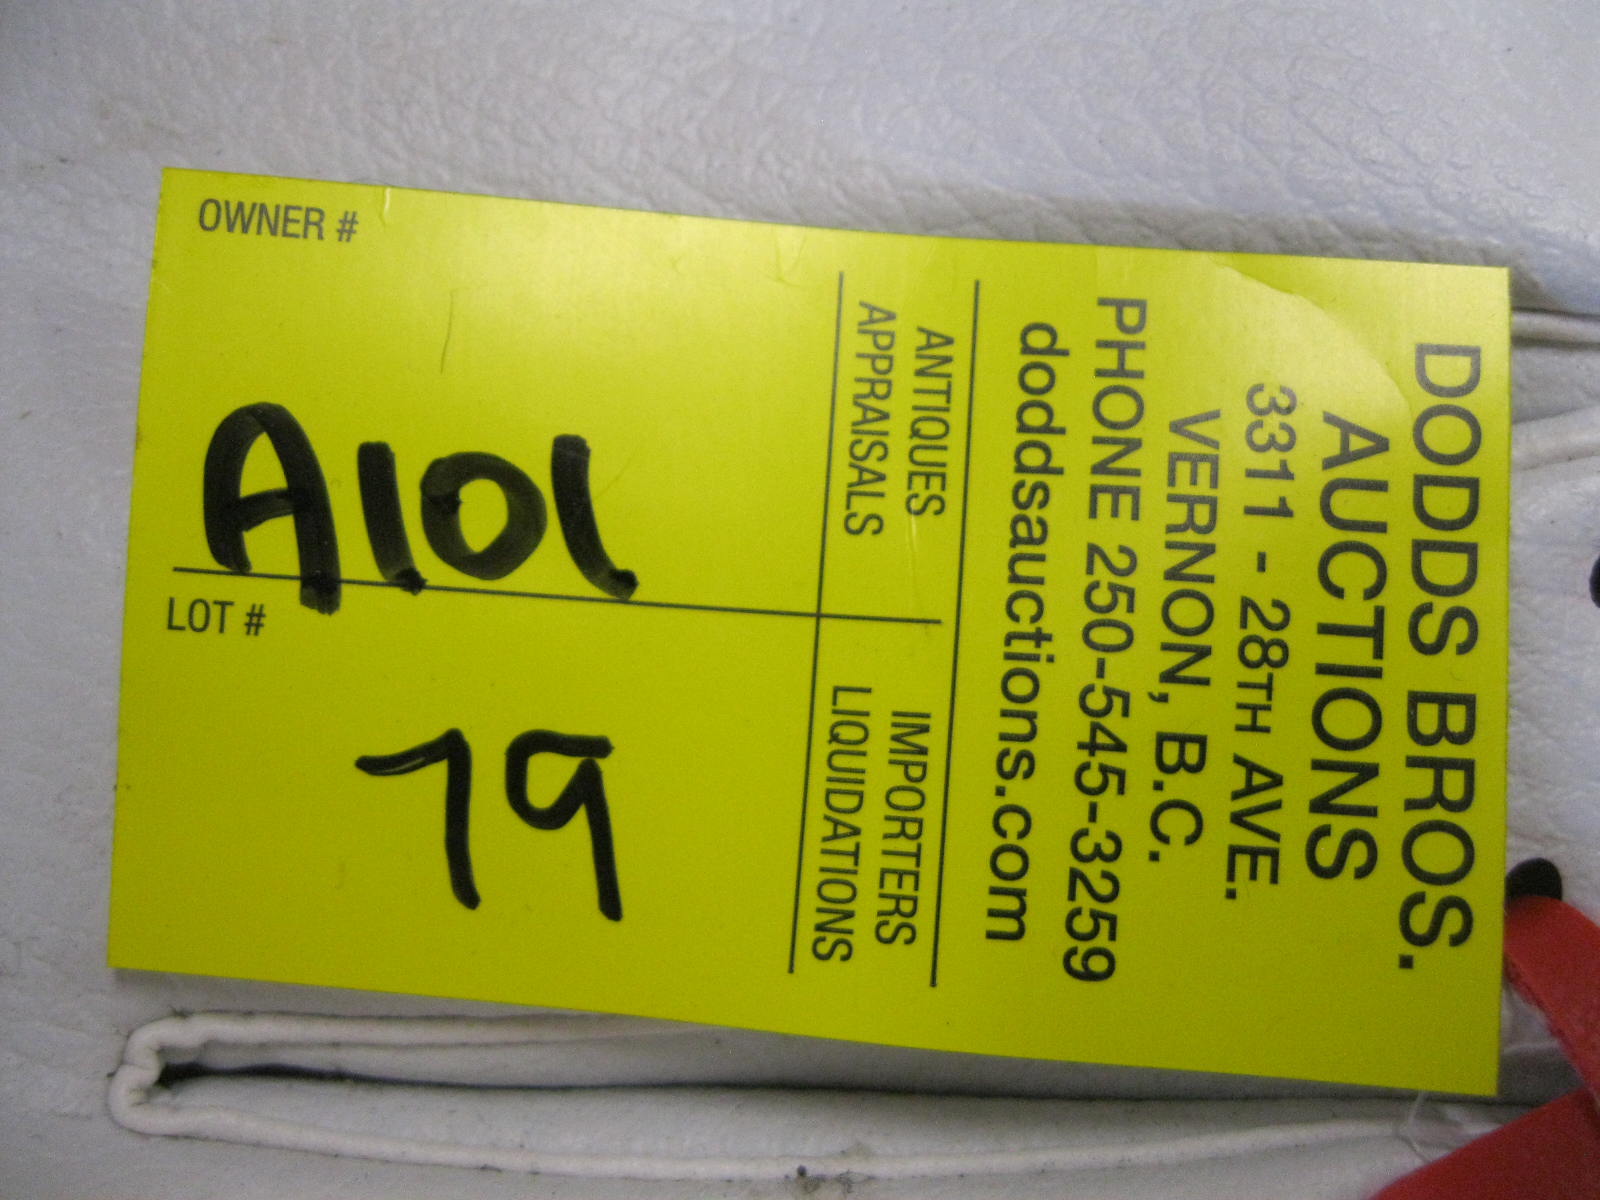 DODDS BROS.
AUCTIONS
3311 - 28TH AVE.
VERNON, B.C.
PHONE 250-545-3259
doddsauctions.com
ANTIQUES
APPRAISALS
IMPORTERS
LIQUIDATIONS
OWNER #
A101
LOT #
79